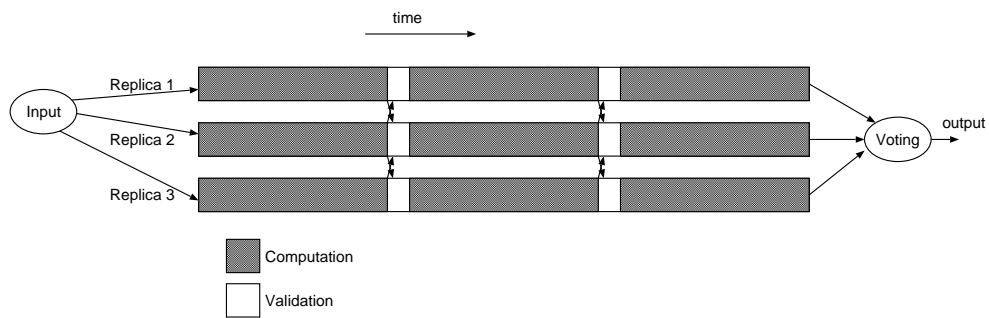 time
Replica 1
Input
Replica 2
Replica 3
Voting
output
Computation
Validation